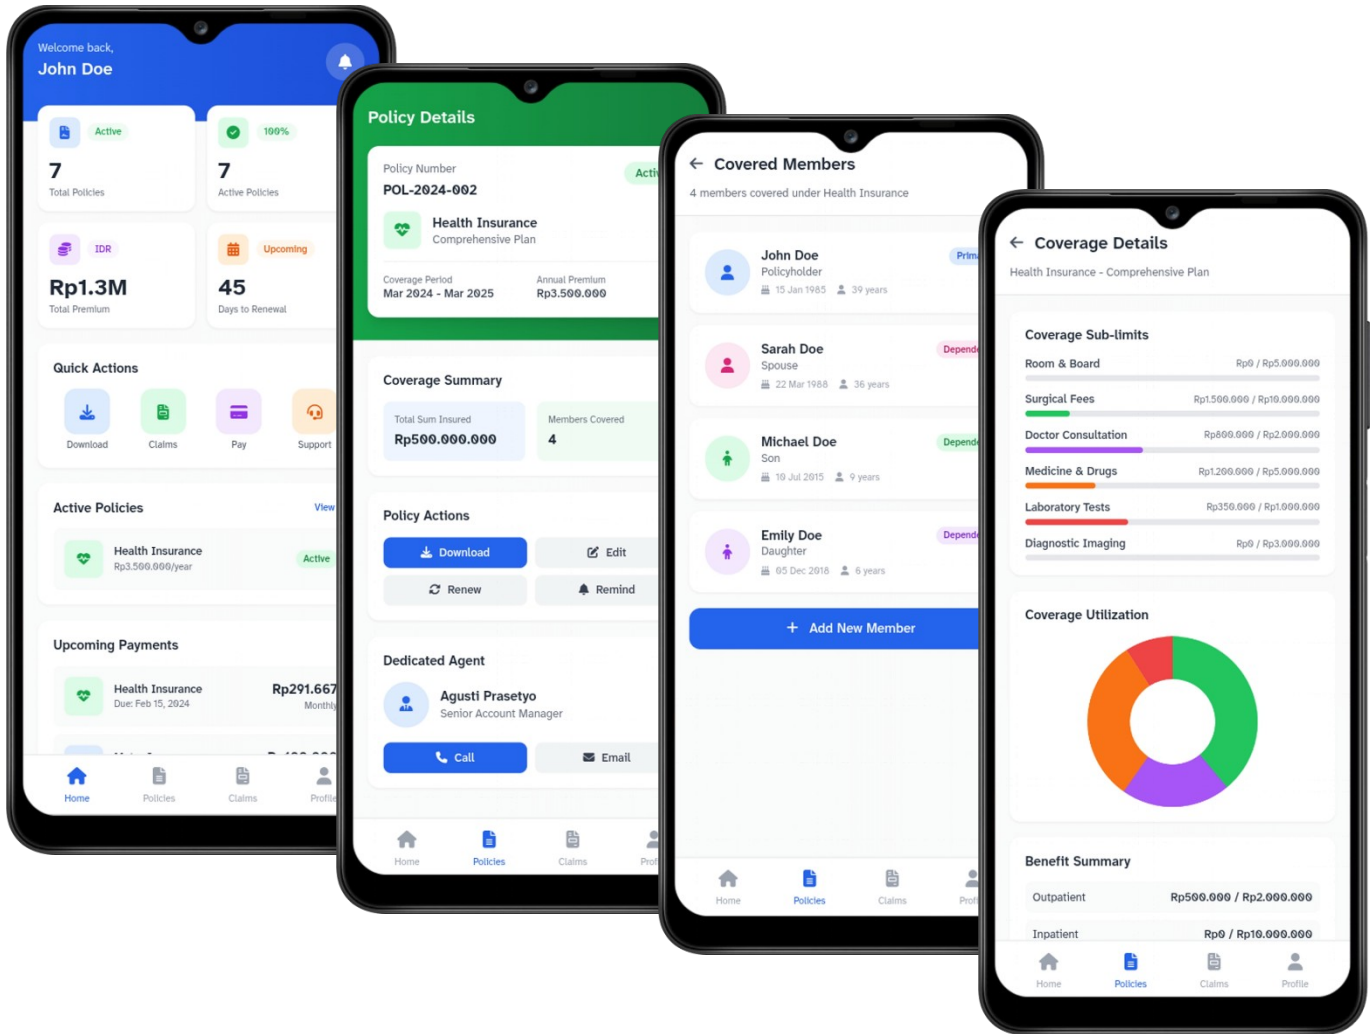 Welcome back,
John Doe
Active
7
Total Policies
100%
7
Active Policies
IDR
Rp1.3M
Total Premium
Upcoming
45
Days to Renewal
Quick Actions
Download
Claims
Pay
Support
Active Policies
View
Health Insurance
Rp3.500.000/year
Active
Upcoming Payments
Health Insurance
Due: Feb 15, 2024
Rp291.667
Monthly
Home
Policies
Claims
Profile
Policy Details
Policy Number
POL-2024-002
Health Insurance
Comprehensive Plan
Coverage Period
Mar 2024 - Mar 2025
Annual Premium
Rp3.500.000
Coverage Summary
Total Sum Insured
Rp500.000.000
Members Covered
4
Policy Actions
Download
Edit
Renew
Remind
Dedicated Agent
Agusti Prasetyo
Senior Account Manager
Call
Email
Home
Policies
Claims
Covered Members
4 members covered under Health Insurance
John Doe
Policyholder
15 Jan 1985
39 years
Sarah Doe
Spouse
22 Mar 1988
36 years
Michael Doe
Son
10 Jul 2015
9 years
Emily Doe
Daughter
05 Dec 2018
6 years
+ Add New Member
Home
Policies
Claims
Coverage Details
Health Insurance - Comprehensive Plan
Coverage Sub-limits
Room & Board Rp0 / Rp5.000.000
Surgical Fees Rp1.500.000 / Rp10.000.000
Doctor Consultation Rp800.000 / Rp2.000.000
Medicine & Drugs Rp1.200.000 / Rp5.000.000
Laboratory Tests Rp350.000 / Rp1.000.000
Diagnostic Imaging Rp0 / Rp3.000.000
Coverage Utilization
Benefit Summary
Outpatient Rp500.000 / Rp2.000.000
Inpatient Rp0 / Rp10.000.000
Home
Policies
Claims
Profile